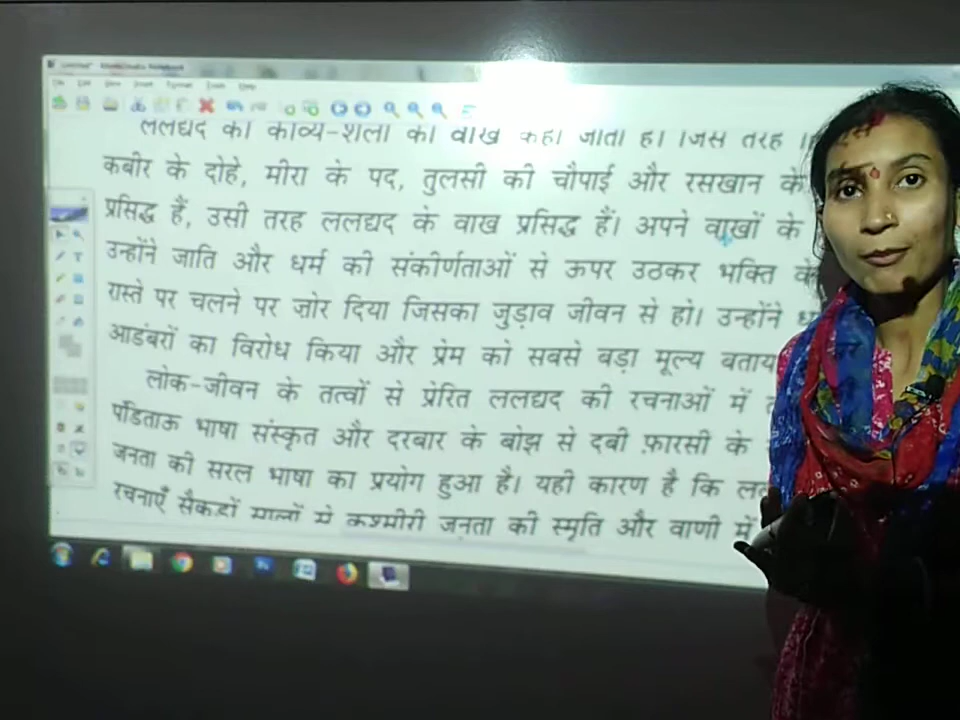 ललद्यद की काव्य-शैली को वाख कहा जाता है। जिस तरह
कबीर के दोहे, मीरा के पद, तुलसी की चौपाई और रसखान के
प्रसिद्ध हैं, उसी तरह ललद्यद के वाख प्रसिद्ध हैं। अपने वाखों के
उन्होंने जाति और धर्म की संकीर्णताओं से ऊपर उठकर भक्ति के
रास्ते पर चलने पर ज़ोर दिया जिसका जुड़ाव जीवन से हो। उन्होंने
आडंबरों का विरोध किया और प्रेम को सबसे बड़ा मूल्य बताया
लोक-जीवन के तत्वों से प्रेरित ललद्यद की रचनाओं में
पंडिताऊ भाषा संस्कृत और दरबार के बोझ से दबी फ़ारसी के
जनता की सरल भाषा का प्रयोग हुआ है। यही कारण है कि
रचनाएँ सैकड़ों सालों से कश्मीरी जनता की स्मृति और वाणी में